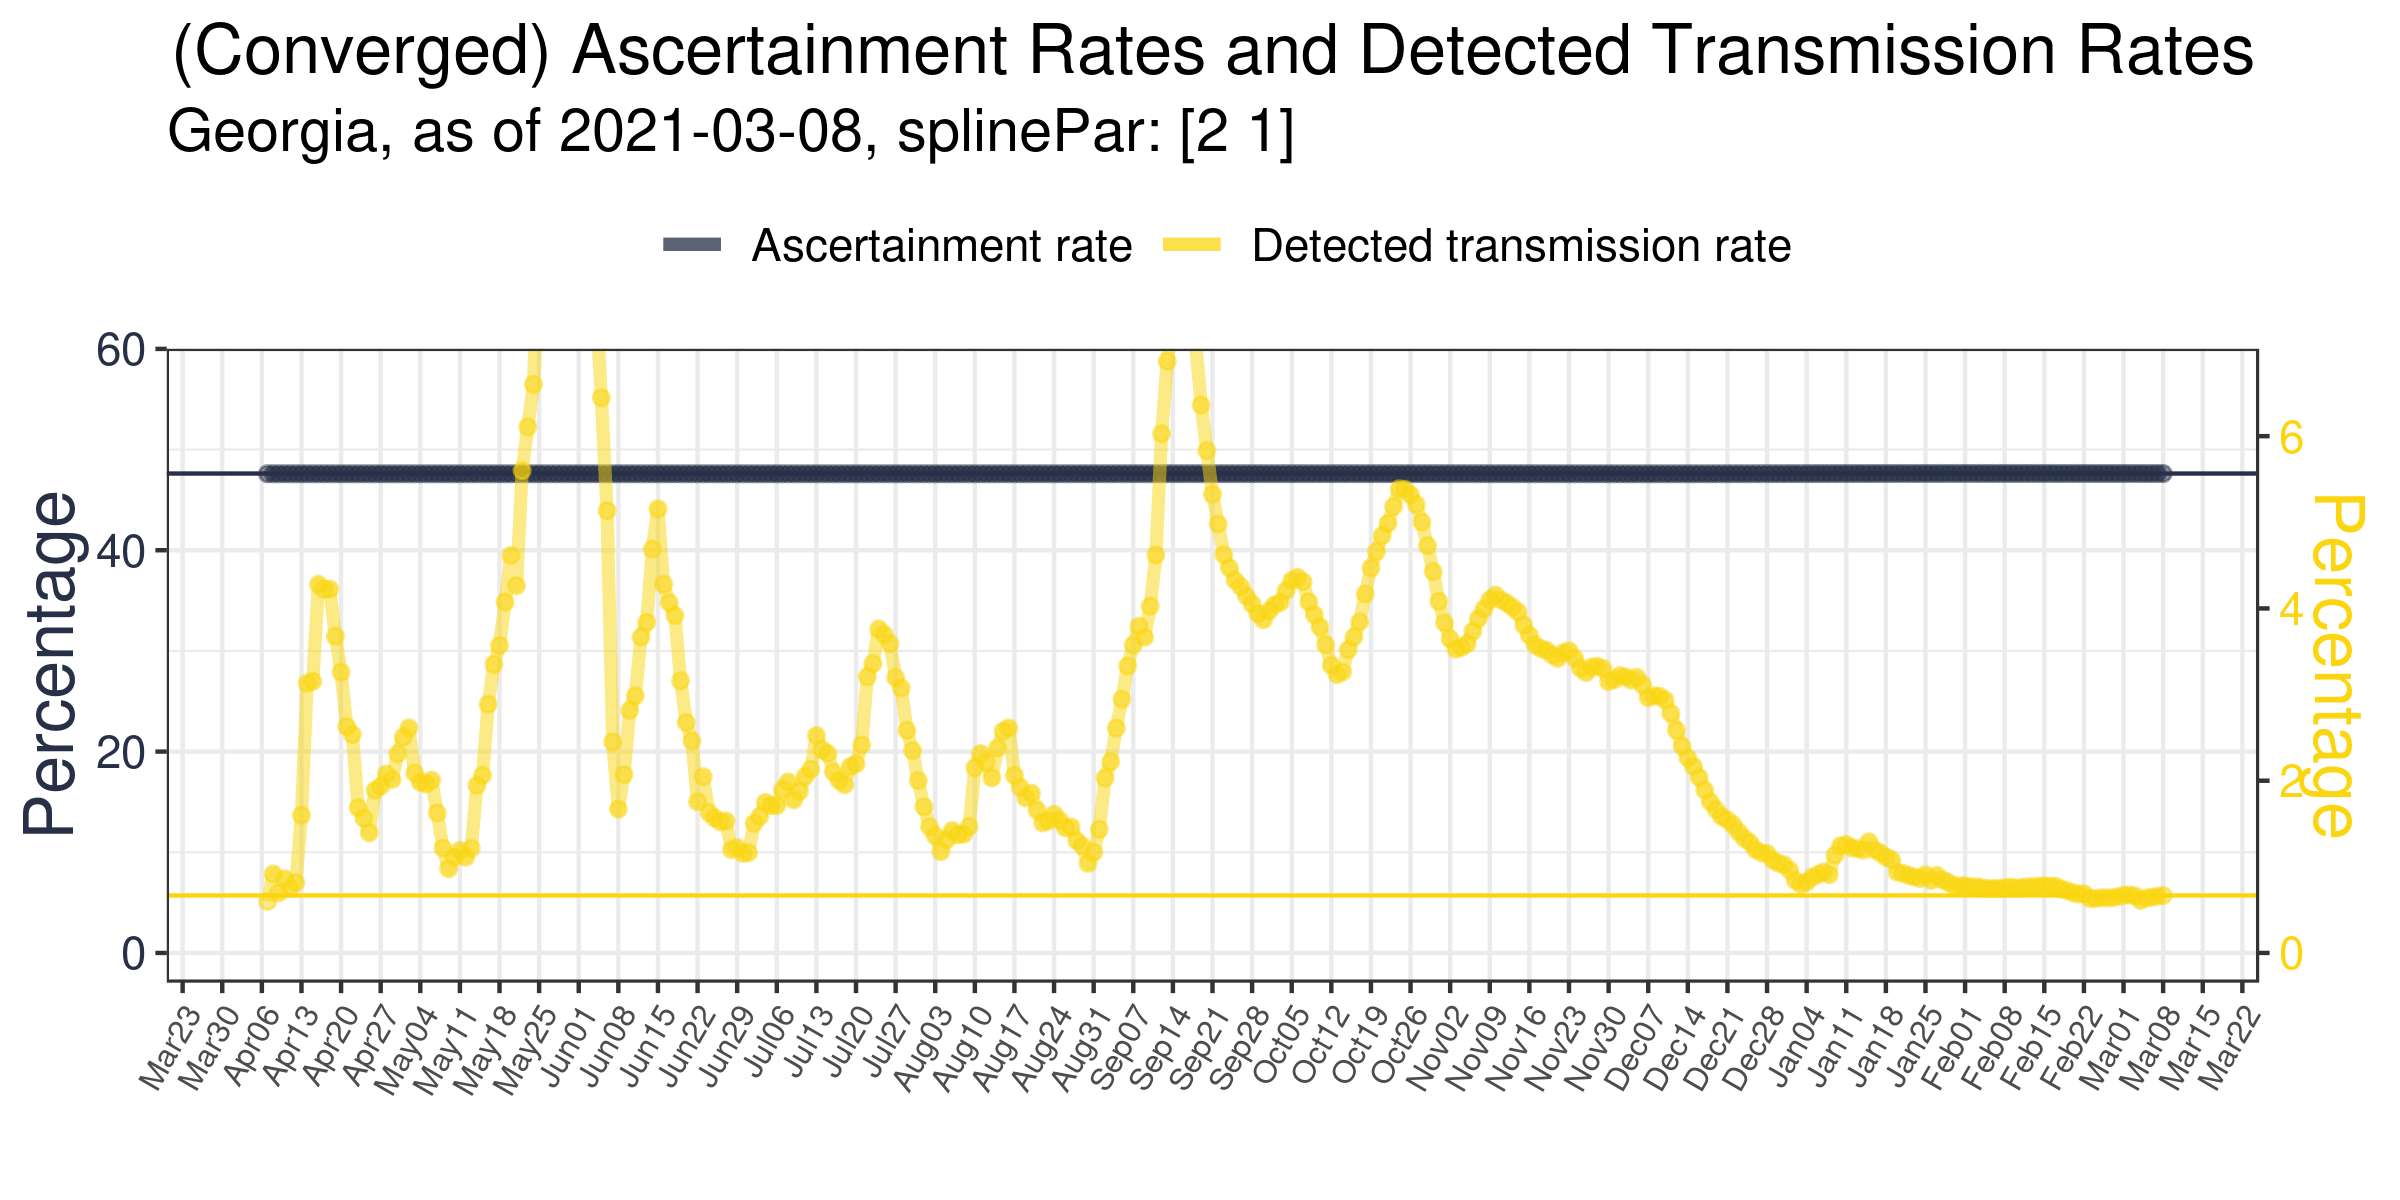 (Converged) Ascertainment Rates and Detected Transmission Rates
Georgia, as of 2021-03-08, splinePar: [2 1]
Ascertainment rate
Detected transmission rate
Percentage
60
40
20
0
6
4
2
0
Percentage
Mar23
Mar30
Apr06
Apr13
Apr20
Apr27
May04
May11
May18
May25
Jun01
Jun08
Jun15
Jun22
Jun29
Jul06
Jul13
Jul20
Jul27
Aug03
Aug10
Aug17
Aug24
Aug31
Sep07
Sep14
Sep21
Sep28
Oct05
Oct12
Oct19
Oct26
Nov02
Nov09
Nov16
Nov23
Nov30
Dec07
Dec14
Dec21
Dec28
Jan04
Jan11
Jan18
Jan25
Feb01
Feb08
Feb15
Feb22
Mar01
Mar08
Mar15
Mar22